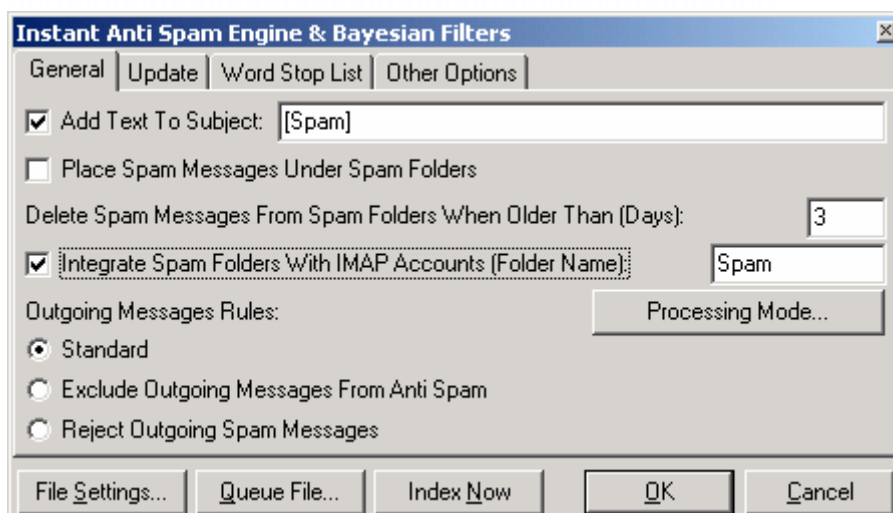 Instant Anti Spam Engine & Bayesian Filters
General Update Word Stop List Other Options
Add Text To Subject: [Spam]
Place Spam Messages Under Spam Folders
Delete Spam Messages From Spam Folders When Older Than (Days): 3
Integrate Spam Folders With IMAP Accounts (Folder Name): Spam
Outgoing Messages Rules: Processing Mode...
Standard
Exclude Outgoing Messages From Anti Spam
Reject Outgoing Spam Messages
File Settings... Queue File... Index Now OK Cancel